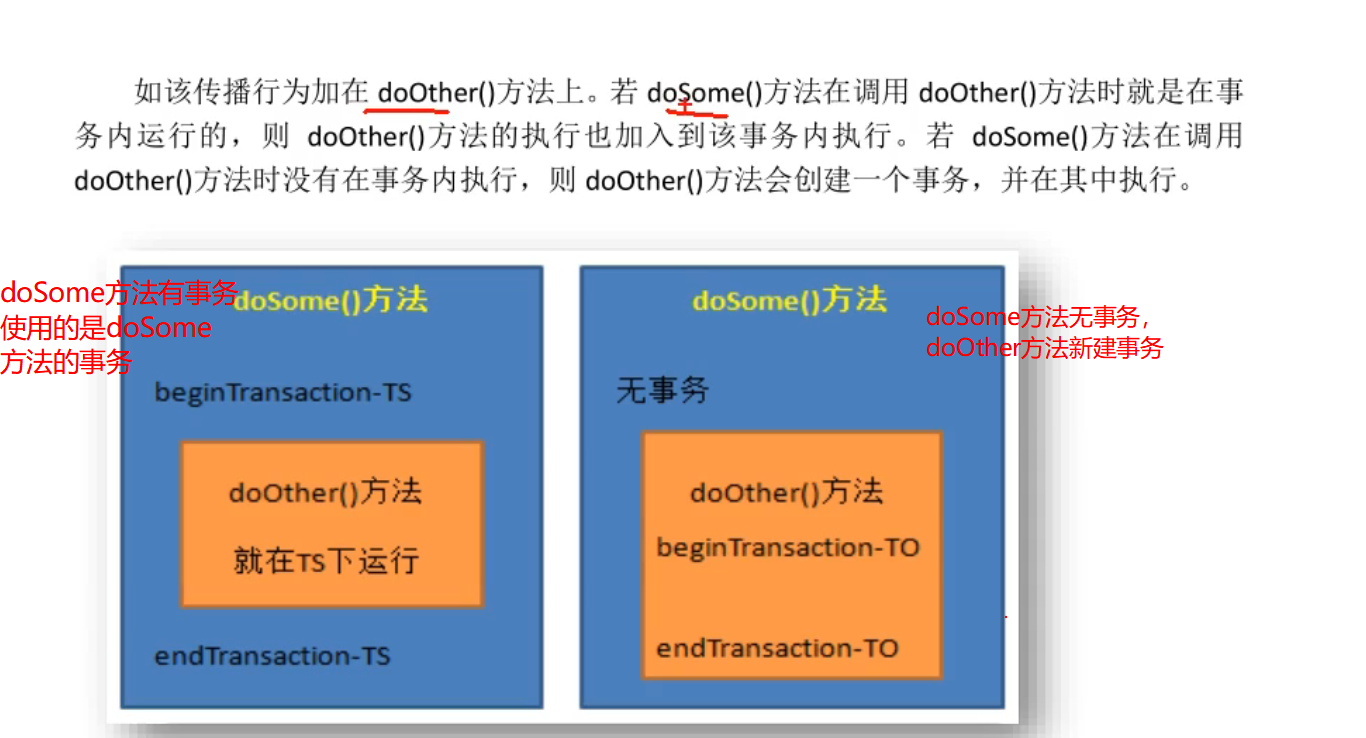 如该传播行为加在 doOther()方法上。若 doSome()方法在调用 doOther()方法时就是在事
务内运行的，则 doOther()方法的执行也加入到该事务内执行。若 doSome()方法在调用
doOther()方法时没有在事务内执行，则 doOther()方法会创建一个事务，并在其中执行。
doSome方法有事务
使用的是doSome
方法的事务
doSome()方法
beginTransaction-TS
doOther()方法
就在TS下运行
endTransaction-TS
doSome()方法
无事务
doOther()方法
beginTransaction-TO
endTransaction-TO
doSome方法无事务，
doOther方法新建事务